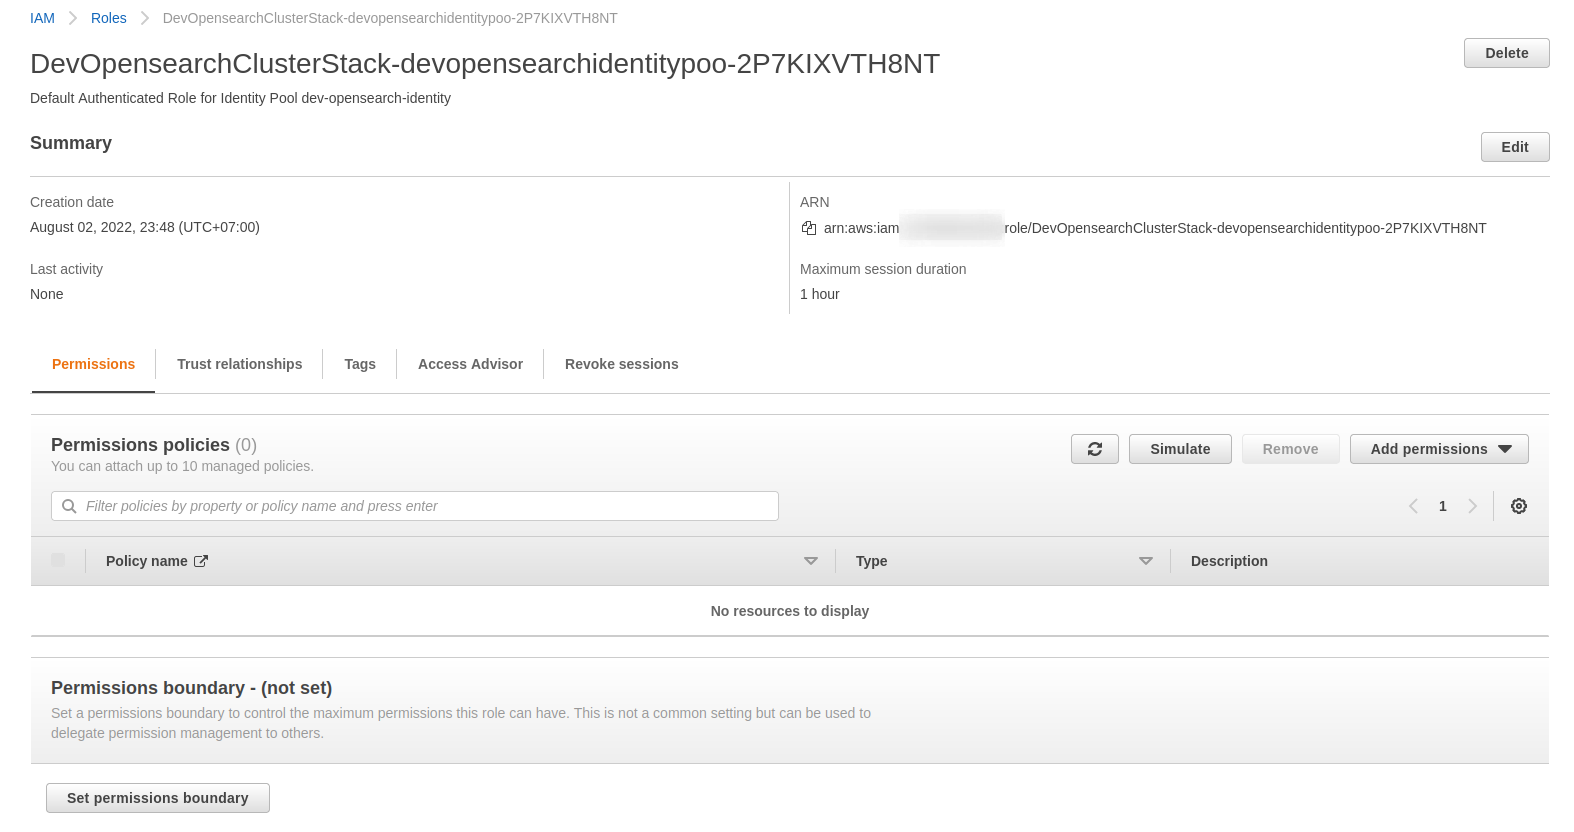 IAM > Roles > DevOpensearchClusterStack-devopensearchidentitypoo-2P7KIXVTH8NT
DevOpensearchClusterStack-devopensearchidentitypoo-2P7KIXVTH8NT
Delete
Default Authenticated Role for Identity Pool dev-opensearch-identity
Summary
Edit
Creation date
August 02, 2022, 23:48 (UTC+07:00)
ARN
arn:aws:iam role/DevOpensearchClusterStack-devopensearchidentitypoo-2P7KIXVTH8NT
Last activity
None
Maximum session duration
1 hour
Permissions
Trust relationships
Tags
Access Advisor
Revoke sessions
Permissions policies (0)
You can attach up to 10 managed policies.
Simulate
Remove
Add permissions
Filter policies by property or policy name and press enter
1
Policy name
Type
Description
No resources to display
Permissions boundary - (not set)
Set a permissions boundary to control the maximum permissions this role can have. This is not a common setting but can be used to
delegate permission management to others.
Set permissions boundary